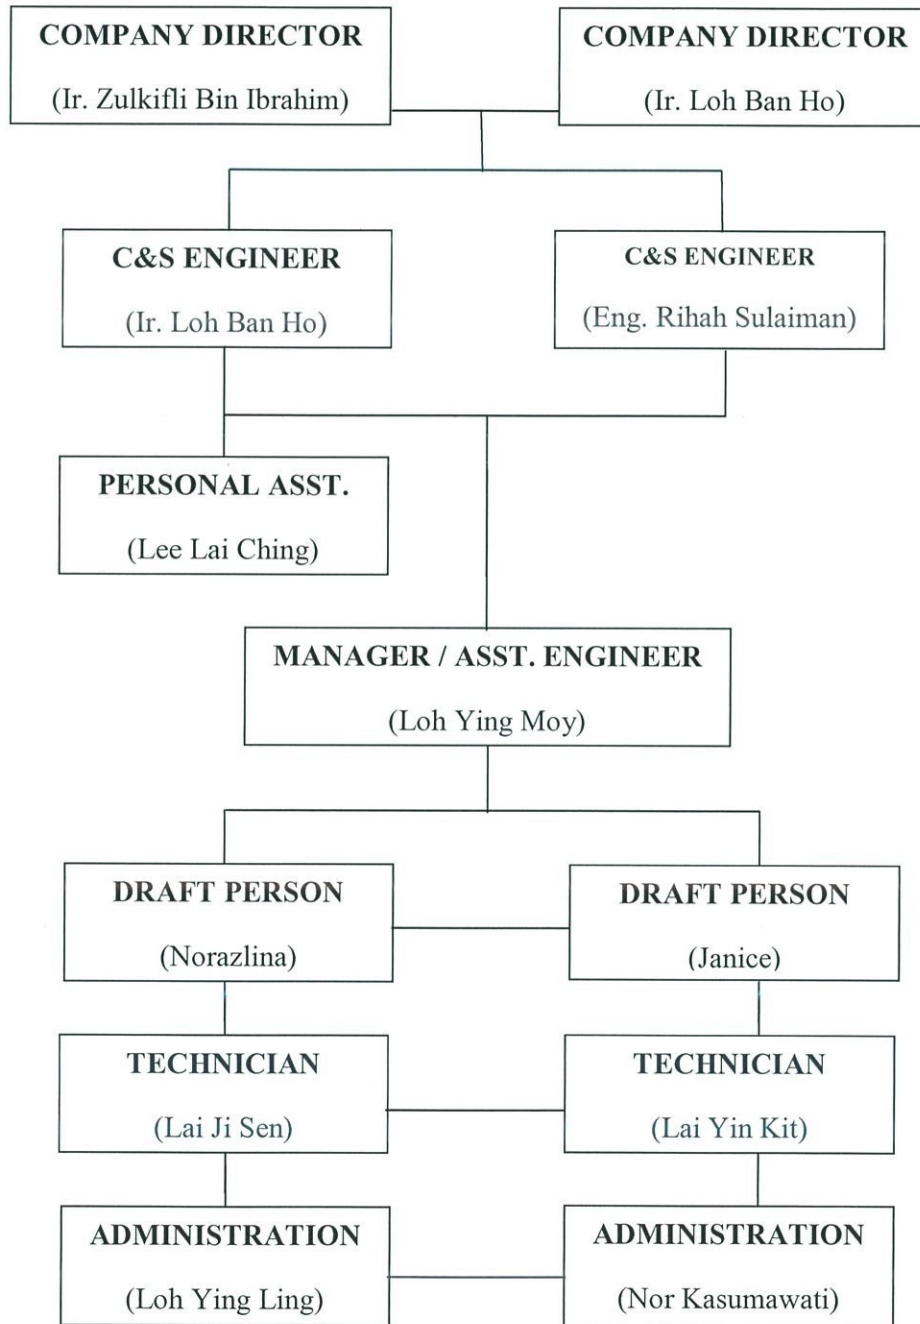 COMPANY DIRECTOR
(Ir. Zulkifli Bin Ibrahim)
COMPANY DIRECTOR
(Ir. Loh Ban Ho)
C&S ENGINEER
(Ir. Loh Ban Ho)
C&S ENGINEER
(Eng. Rihah Sulaiman)
PERSONAL ASST.
(Lee Lai Ching)
MANAGER / ASST. ENGINEER
(Loh Ying Moy)
DRAFT PERSON
(Norazlina)
DRAFT PERSON
(Janice)
TECHNICIAN
(Lai Ji Sen)
TECHNICIAN
(Lai Yin Kit)
ADMINISTRATION
(Loh Ying Ling)
ADMINISTRATION
(Nor Kasumawati)